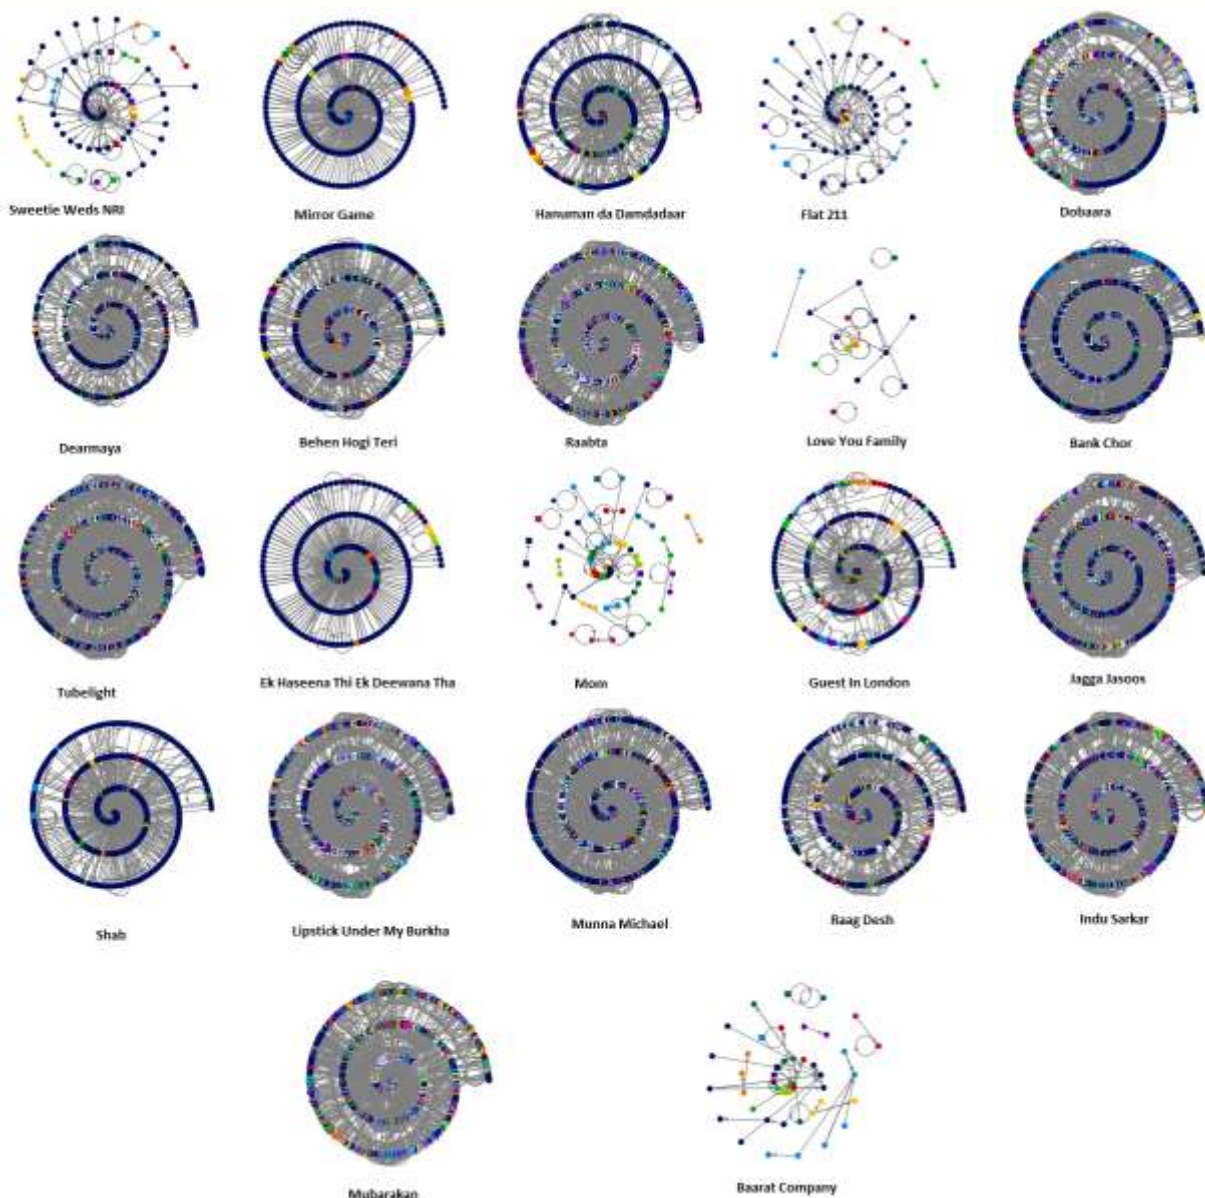 Sweetie Weds NRI
Mirror Game
Hanuman da Damdadaar
Flat 211
Dobaara
Dearmaya
Behen Hogi Teri
Raabta
Love You Family
Bank Chor
Tubelight
Ek Haseena Thi Ek Deewana Tha
Mom
Guest In London
Jagga Jasoos
Shab
Lipstick Under My Burkha
Munna Michael
Raag Desh
Indu Sarkar
Mubarakan
Baarat Company